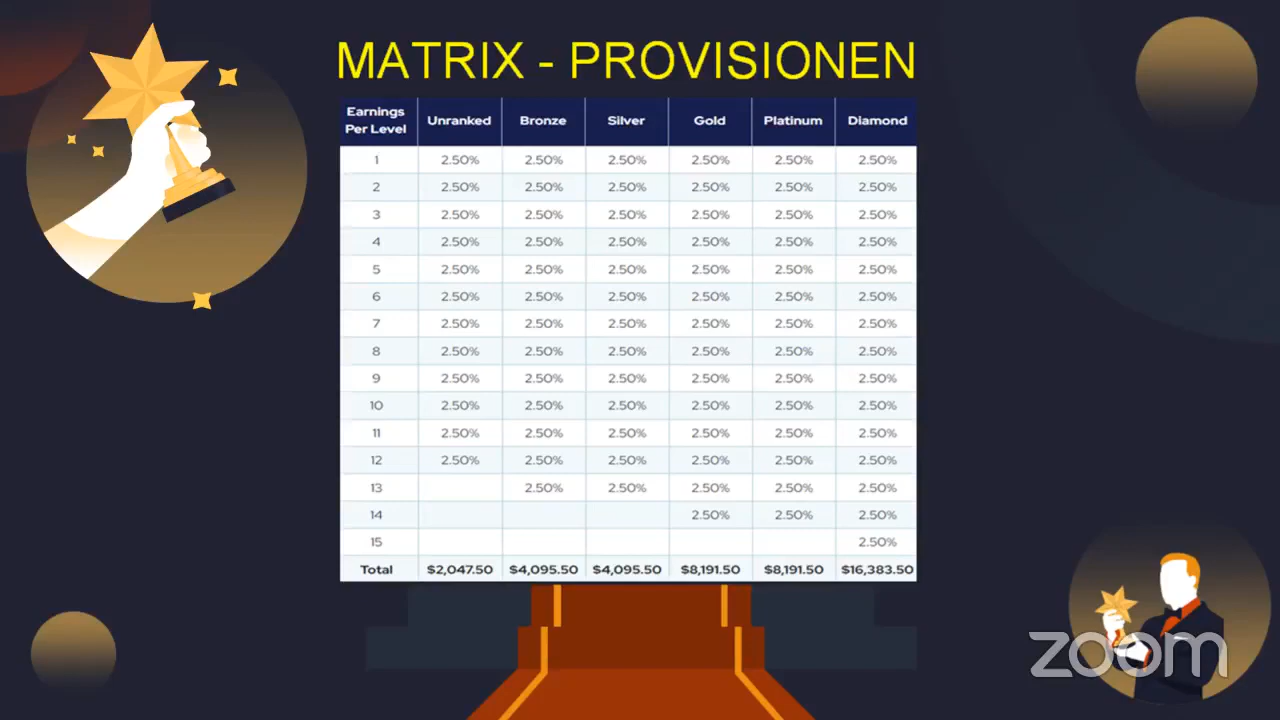 MATRIX - PROVISIONEN
Earnings Per Level Unranked Bronze Silver Gold Platinum Diamond
1 2.50% 2.50% 2.50% 2.50% 2.50% 2.50%
2 2.50% 2.50% 2.50% 2.50% 2.50% 2.50%
3 2.50% 2.50% 2.50% 2.50% 2.50% 2.50%
4 2.50% 2.50% 2.50% 2.50% 2.50% 2.50%
5 2.50% 2.50% 2.50% 2.50% 2.50% 2.50%
6 2.50% 2.50% 2.50% 2.50% 2.50% 2.50%
7 2.50% 2.50% 2.50% 2.50% 2.50% 2.50%
8 2.50% 2.50% 2.50% 2.50% 2.50% 2.50%
9 2.50% 2.50% 2.50% 2.50% 2.50% 2.50%
10 2.50% 2.50% 2.50% 2.50% 2.50% 2.50%
11 2.50% 2.50% 2.50% 2.50% 2.50% 2.50%
12 2.50% 2.50% 2.50% 2.50% 2.50% 2.50%
13 2.50% 2.50% 2.50% 2.50% 2.50%
14 2.50% 2.50% 2.50%
15 2.50%
Total $2,047.50 $4,095.50 $4,095.50 $8,191.50 $8,191.50 $16,383.50
zoom